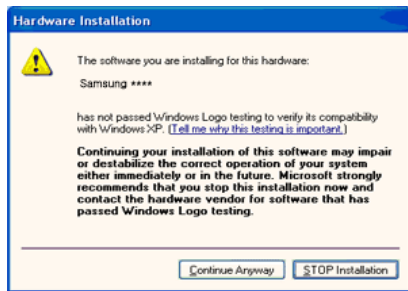 Hardware Installation
The software you are installing for this hardware:
Samsung ****
has not passed Windows Logo testing to verify its compatibility
with Windows XP. (Tell me why this testing is important.)
Continuing your installation of this software may impair
or destabilize the correct operation of your system
either immediately or in the future. Microsoft strongly
recommends that you stop this installation now and
contact the hardware vendor for software that has
passed Windows Logo testing.
Continue Anyway
STOP Installation